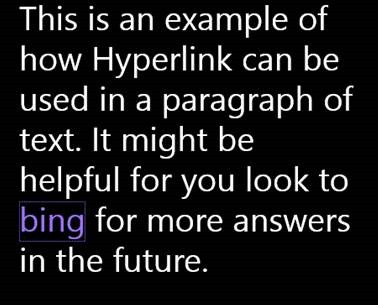 This is an example of
how Hyperlink can be
used in a paragraph of
text. It might be
helpful for you look to
bing for more answers
in the future.